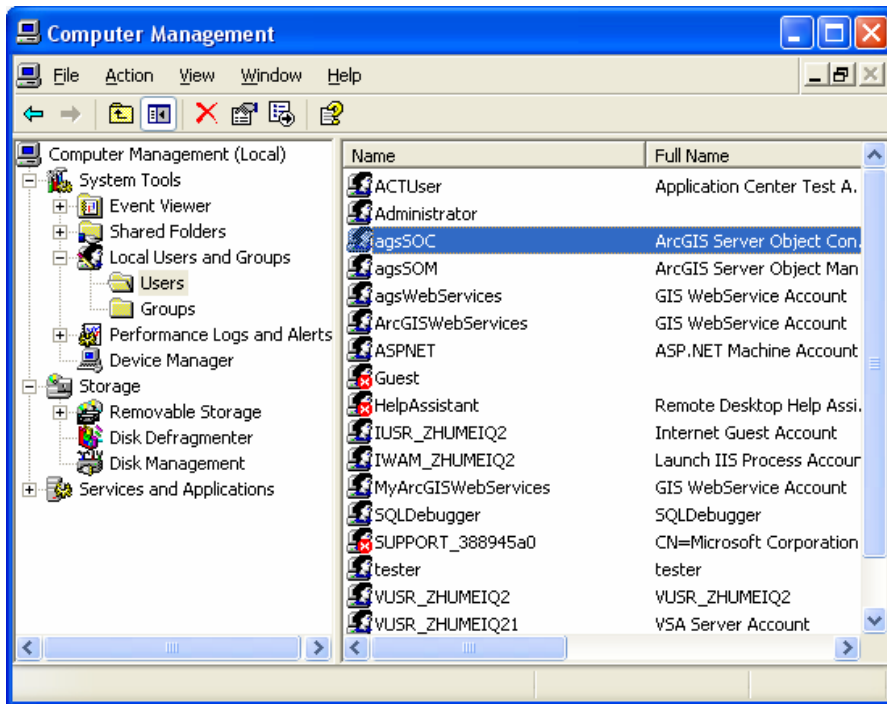 Computer Management
File Action View Window Help
Computer Management (Local)
System Tools
Event Viewer
Shared Folders
Local Users and Groups
Users
Groups
Performance Logs and Alerts
Device Manager
Storage
Removable Storage
Disk Defragmenter
Disk Management
Services and Applications
Name Full Name
ACTUser Application Center Test A.
Administrator
agsSOC ArcGIS Server Object Con.
agsSOM ArcGIS Server Object Man
agsWebServices GIS WebService Account
ArcGISWebServices GIS WebService Account
ASPNET ASP.NET Machine Account
Guest
HelpAssistant Remote Desktop Help Assi.
IUSR_ZHUMEIQ2 Internet Guest Account
IWAM_ZHUMEIQ2 Launch IIS Process Accour
MyArcGISWebServices GIS WebService Account
SQLDebugger SQLDebugger
SUPPORT_388945a0 CN=Microsoft Corporation
tester tester
VUSR_ZHUMEIQ2 VUSR_ZHUMEIQ2
VUSR_ZHUMEIQ21 VSA Server Account